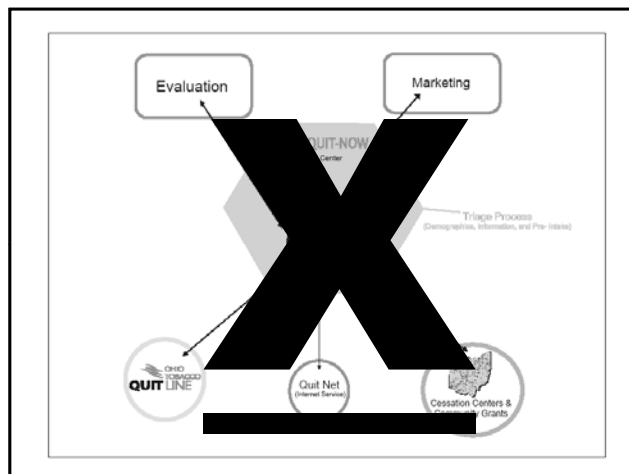 Evaluation
Marketing
QUIT-NOW
Center
Triage Process
(Demographics, Information, and Pre- Intake)
OHIO
TOBACCO
QUIT LINE
Quit Net
(Internet Service)
Cessation Centers &
Community Grants
X